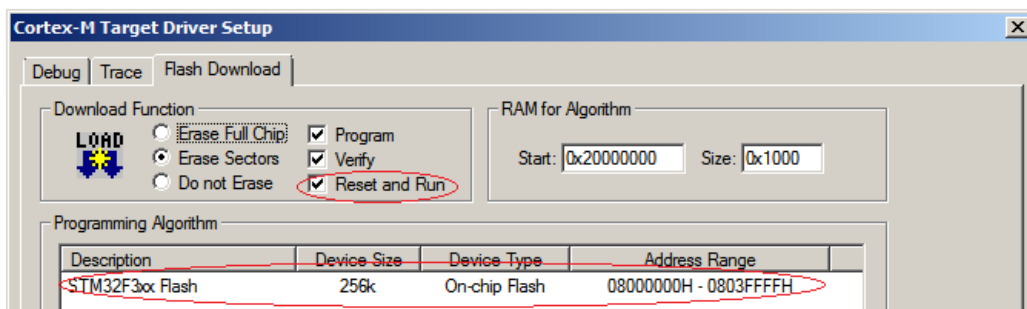 Cortex-M Target Driver Setup
Debug Trace Flash Download
Download Function
LOAD
Erase Full Chip
Erase Sectors
Do not Erase
Program
Verify
Reset and Run
RAM for Algorithm
Start: 0x20000000 Size: 0x1000
Programming Algorithm
Description Device Size Device Type Address Range
STM32F3xx Flash 256k On-chip Flash 08000000H - 0803FFFFH